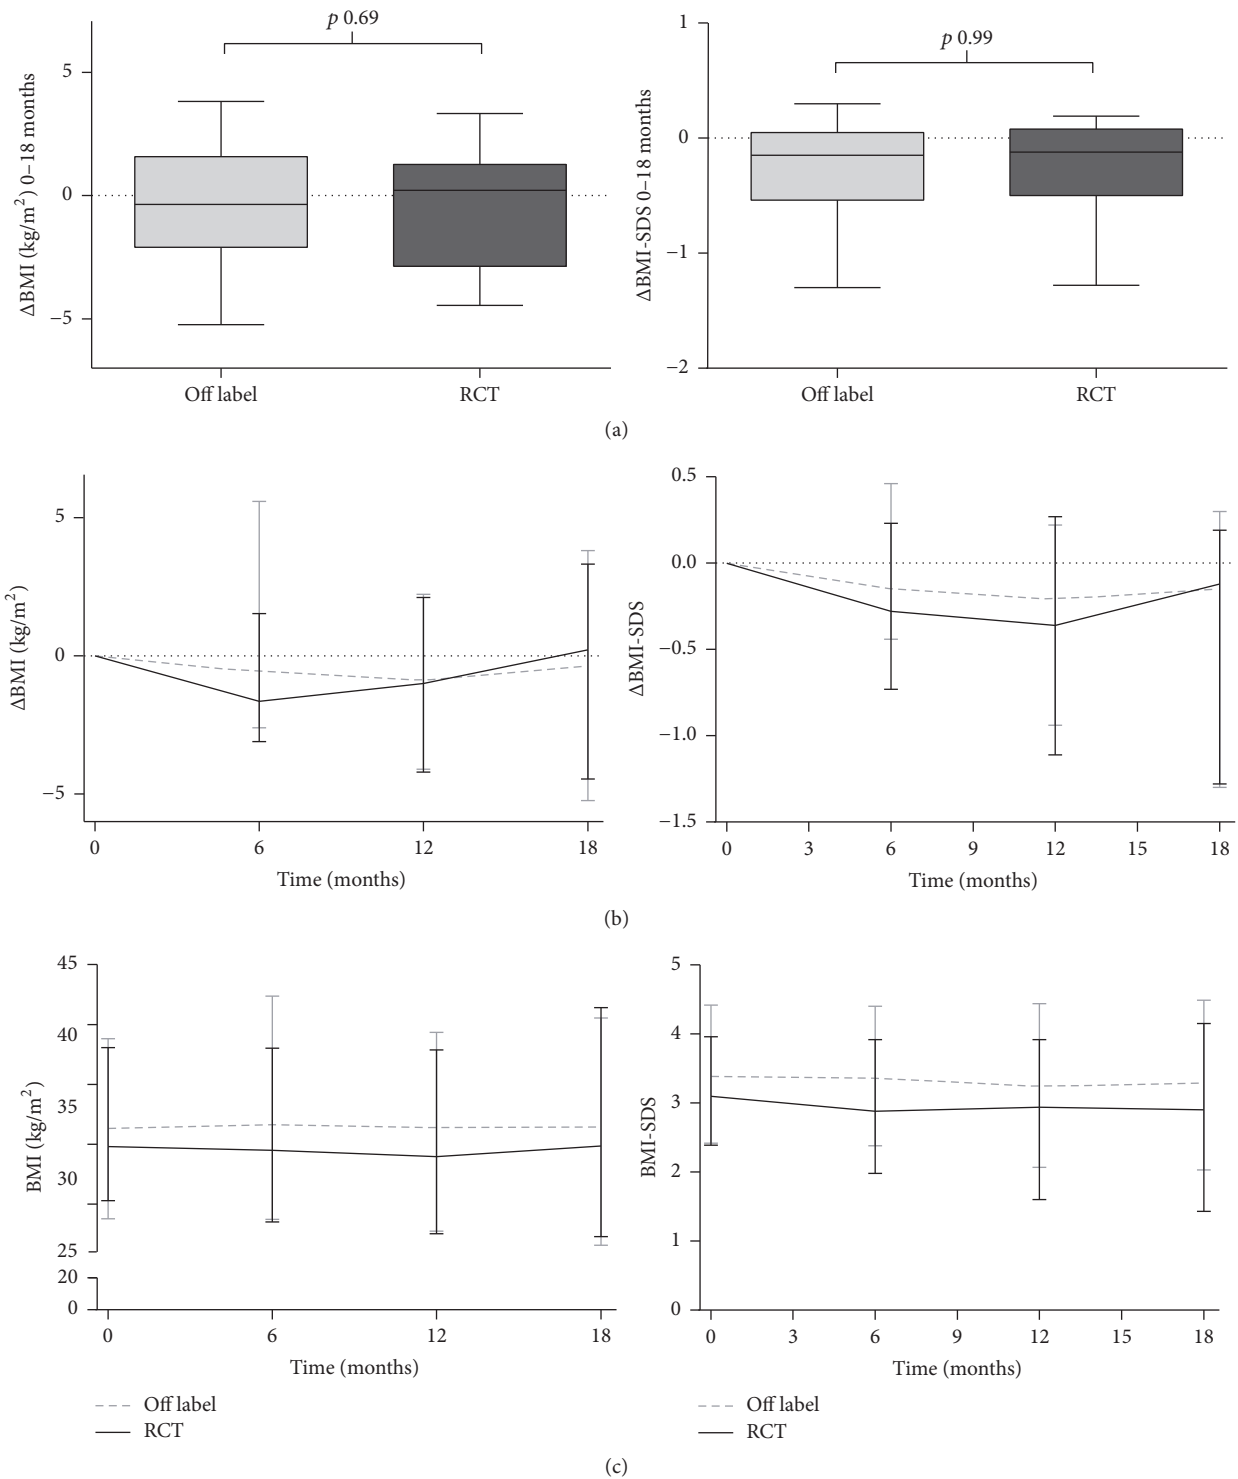 p 0.69
5
0
−5
ΔBMI (kg/m²) 0–18 months
Off label
RCT
p 0.99
1
0
−1
−2
ΔBMI-SDS 0–18 months
Off label
RCT
(a)
5
0
−5
ΔBMI (kg/m²)
0 6 12 18
Time (months)
0.5
0.0
−0.5
−1.0
−1.5
ΔBMI-SDS
0 3 6 9 12 15 18
Time (months)
(b)
45
40
35
30
25
20
0
BMI (kg/m²)
0 6 12 18
Time (months)
Off label
RCT
5
4
3
2
1
0
BMI-SDS
0 3 6 9 12 15 18
Time (months)
Off label
RCT
(c)